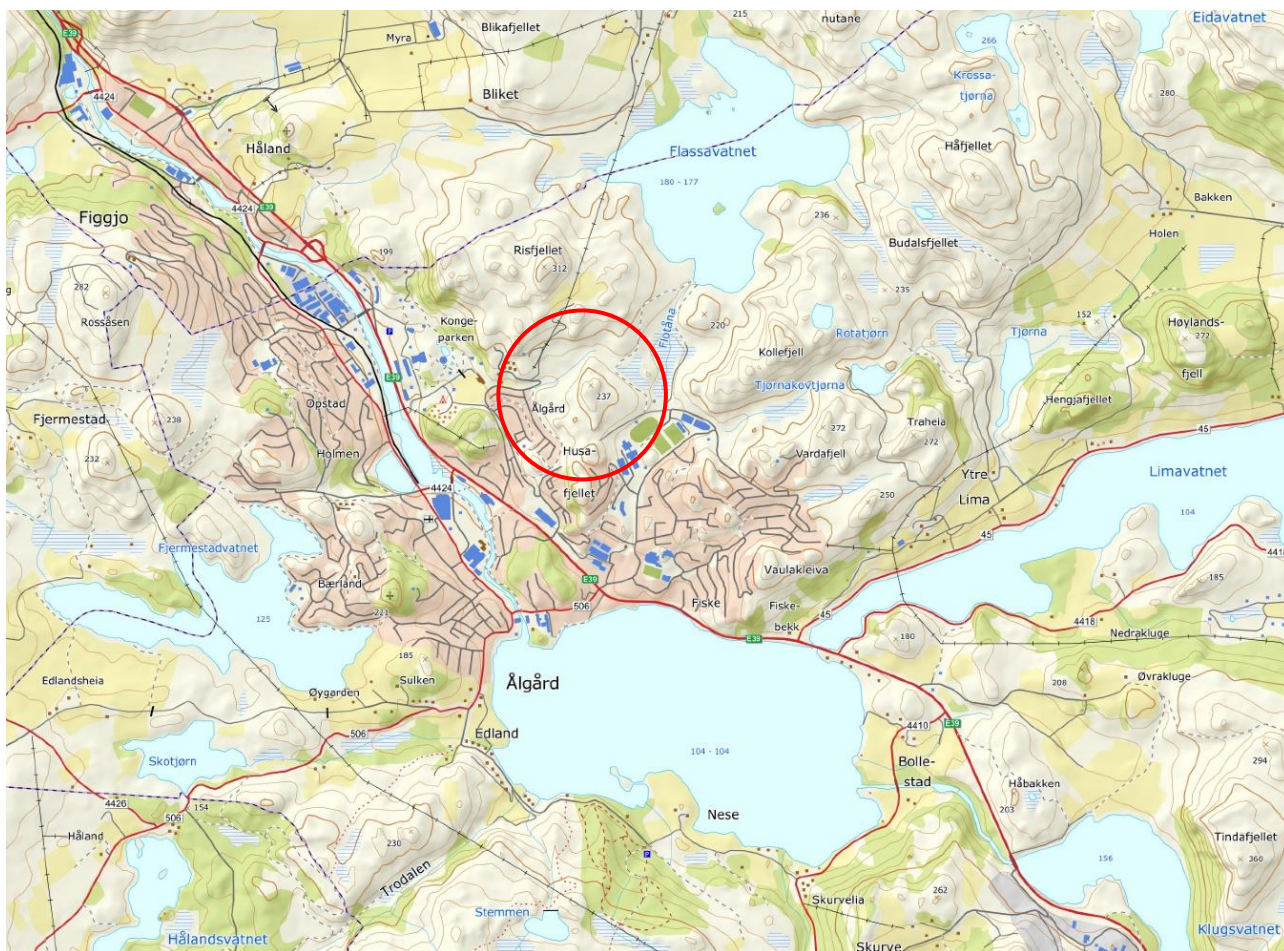 E39
215
nutane
Eidavatnet
Blikafjellet
Myra
266
Krossa-
tjørna
280
4424
Bliket
Håland
Flassavatnet
Håfjellet
180 - 177
Bakken
Figgjo
4424
E39
236
Holen
199
Risfjellet
312
Budalsfjellet
282
Rossåsen
235
Konge-
parken
P
Flotåna
220
Rotatjørn
Tjørna
152
Høylands-
272
fjell
Kollefjell
E39
237
Tjørnakovtjørna
Opstad
Ålgård
Hengjafjellet
Fjermestad-
238
Traheia
272
272
45
Holmen
Husa-
fjellet
Vardafjell
232
4424
Ytre
Lima
250
Limavatnet
104
Fjermestadvatnet
45
4418
Bærland
E39
Vaulakleiva
185
221
506
Fiske
Fiske-
bekk
45
125
4418
E39
180
Nedrakluge
185
Edlandsheia
Øygarden
Sulken
Ålgård
208
Øvrakluge
506
Edland
4410
E39
Skotjørn
104 - 104
Bolle-
stad
294
4426
154
506
Håbakken
203
Håland
Nese
Tindafjellet
360
230
P
156
Trodalen
Stemmen
Skurvelia
262
Hålandsvatnet
Skurve
Klugsvatnet